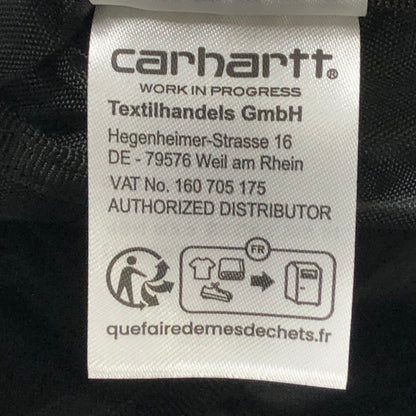 carhartt®
WORK IN PROGRESS
Textilhandels GmbH
Hegenheimer-Strasse 16
DE - 79576 Weil am Rhein
VAT No. 160 705 175
AUTHORIZED DISTRIBUTOR
FR
quefairedemesdechets.fr